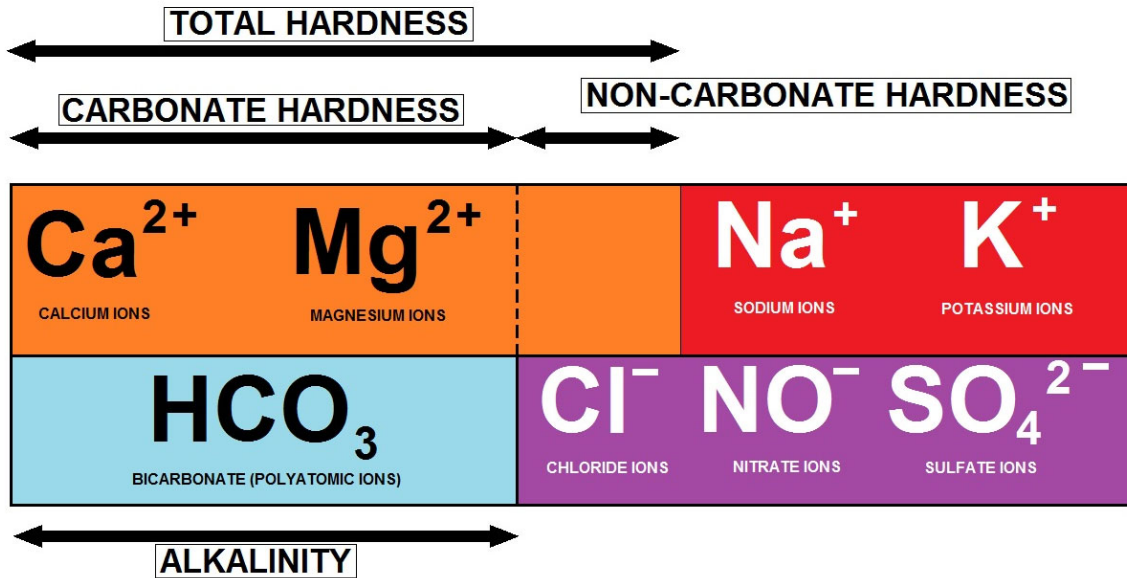 TOTAL HARDNESS
CARBONATE HARDNESS
NON-CARBONATE HARDNESS
Ca²⁺ Mg²⁺ Na⁺ K⁺
CALCIUM IONS MAGNESIUM IONS SODIUM IONS POTASSIUM IONS
HCO₃ Cl⁻ NO⁻ SO₄²⁻
BICARBONATE (POLYATOMIC IONS) CHLORIDE IONS NITRATE IONS SULFATE IONS
ALKALINITY